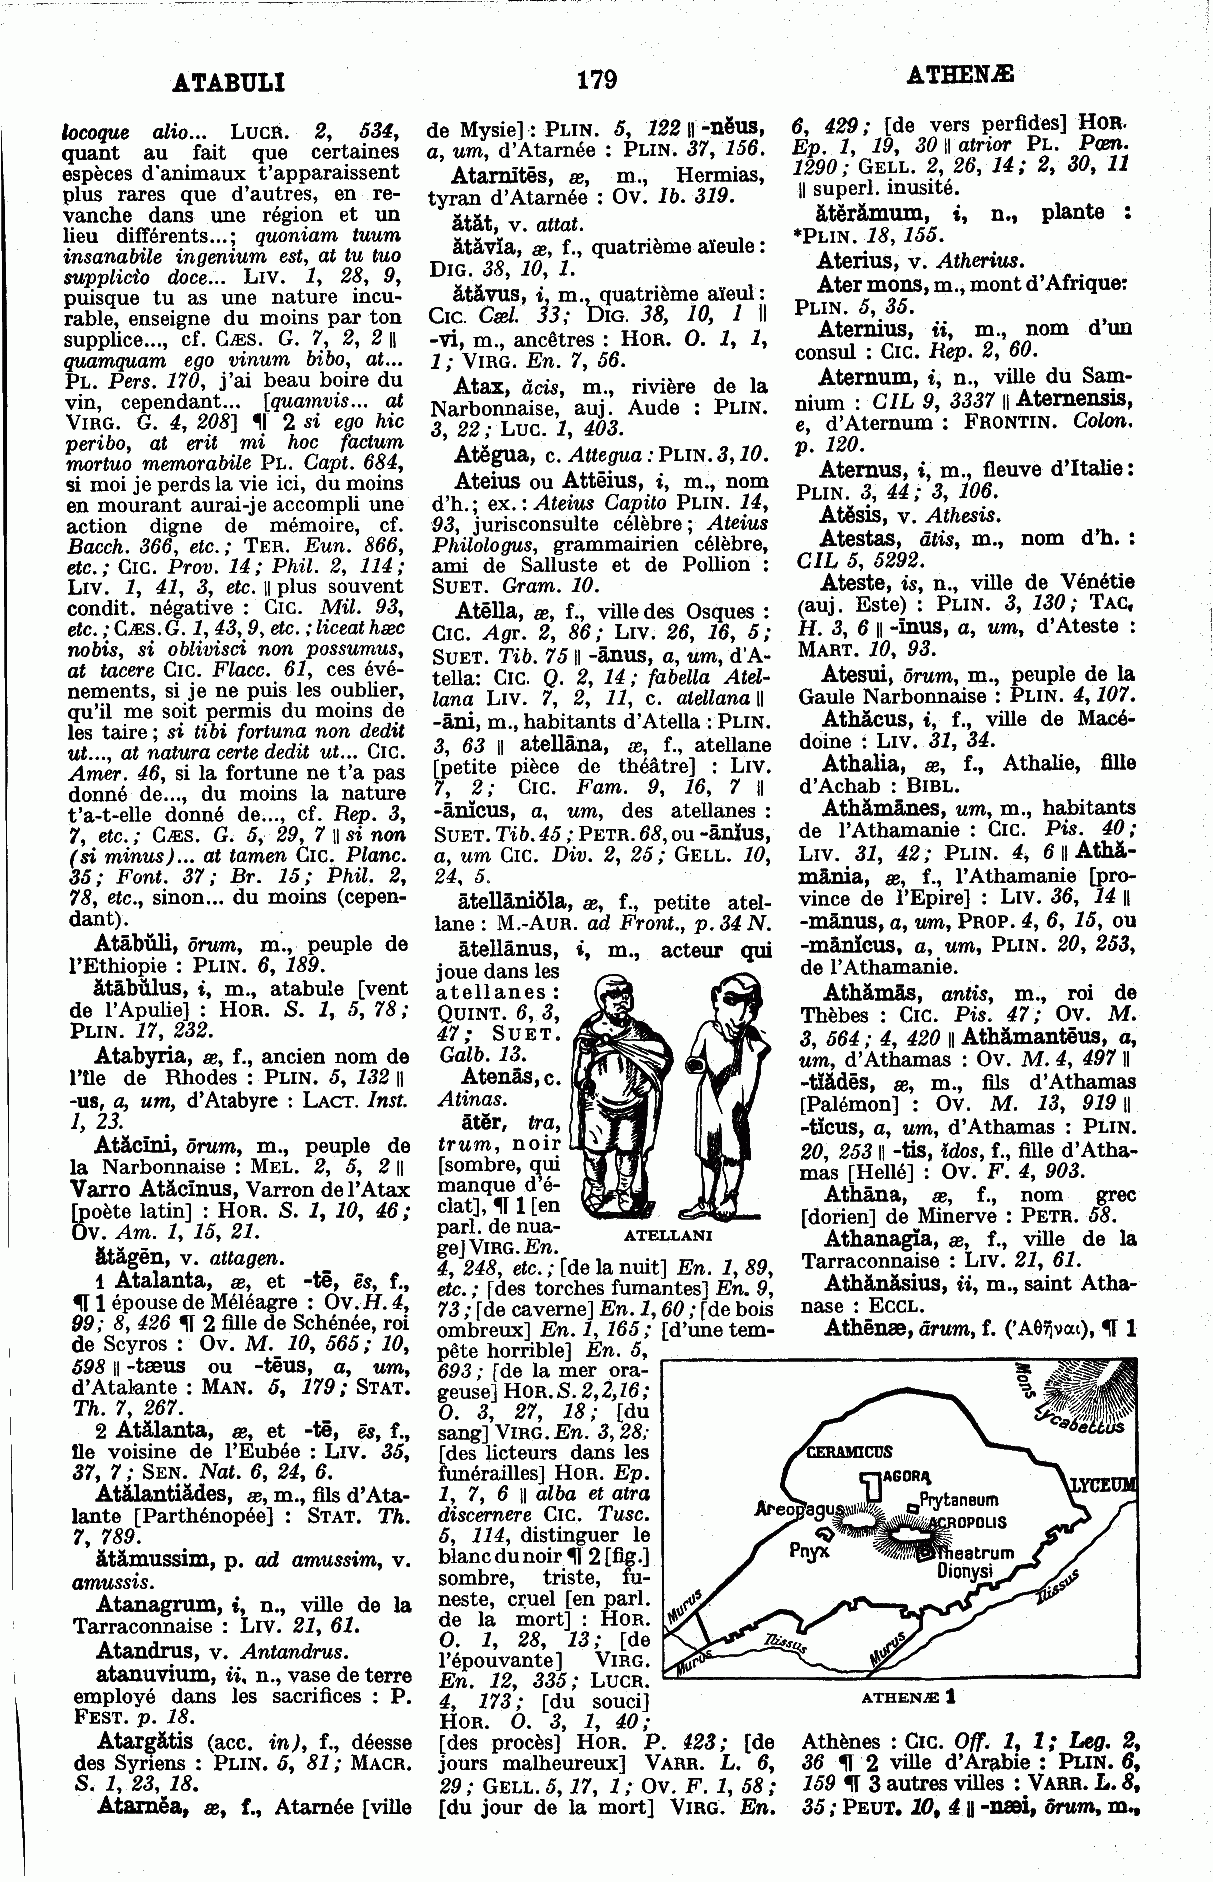 ATABULI
179
ATHENÆ
locoque alio... LUCR. 2, 534,
quant au fait que certaines
espèces d'animaux t'apparaissent
plus rares que d'autres, en re-
vanche dans une région et un
lieu différents...; quoniam tuum
insanabile ingenium est, at tu tuo
supplicio doce... LIV. 1, 28, 9,
puisque tu as une nature incu-
rable, enseigne du moins par ton
supplice..., cf. CÆS. G. 7, 2, 2 ||
quamquam ego vinum bibo, at...
PL. Pers. 170, j'ai beau boire du
vin, cependant... [quamvis... at
VIRG. G. 4, 208] ¶ 2 si ego hic
peribo, at erit mi hoc factum
mortuo memorabile PL. Capt. 684,
si moi je perds la vie ici, du moins
en mourant aurai-je accompli une
action digne de mémoire, cf.
Bacch. 366, etc.; TER. Eun. 866,
etc.; CIC. Prov. 14; Phil. 2, 114;
LIV. 1, 41, 3, etc. || plus souvent
condit. négative : CIC. Mil. 93,
etc.; CÆS. G. 1, 43, 9, etc.; liceat hæc
nobis, si oblivisci non possumus,
at tacere CIC. Flacc. 61, ces évé-
nements, si je ne puis les oublier,
qu'il me soit permis du moins de
les taire; si tibi fortuna non dedit
ut..., at natura certe dedit ut... CIC.
Amer. 46, si la fortune ne t'a pas
donné de..., du moins la nature
t'a-t-elle donné de..., cf. Rep. 3,
7, etc.; CÆS. G. 5, 29, 7 || si non
(si minus)... at tamen CIC. Planc.
35; Font. 37; Br. 15; Phil. 2,
78, etc., sinon... du moins (cepen-
dant).
Atābŭli, ōrum, m., peuple de
l'Ethiopie : PLIN. 6, 189.
ătābŭlus, i, m., atabule [vent
de l'Apulie] : HOR. S. 1, 5, 78;
PLIN. 17, 232.
Atabyria, æ, f., ancien nom de
l'île de Rhodes : PLIN. 5, 132 ||
-us, a, um, d'Atabyre : LACT. Inst.
1, 23.
Atăcīni, ōrum, m., peuple de
la Narbonnaise : MEL. 2, 5, 2 ||
Varro Atăcīnus, Varron de l'Atax
[poète latin] : HOR. S. 1, 10, 46;
OV. Am. 1, 15, 21.
ătăgēn, v. attagen.
1 Atalanta, æ, et -tē, ēs, f.,
¶ 1 épouse de Méléagre : OV. H. 4,
99; 8, 426 ¶ 2 fille de Schénée, roi
de Scyros : OV. M. 10, 565; 10,
598 || -tæus ou -tēus, a, um,
d'Atalante : MAN. 5, 179; STAT.
Th. 7, 267.
2 Atălanta, æ, et -tē, ēs, f.,
île voisine de l'Eubée : LIV. 35,
37, 7; SEN. Nat. 6, 24, 6.
Atălantiădes, æ, m., fils d'Ata-
lante [Parthénopée] : STAT. Th.
7, 789.
ătămussim, p. ad amussim, v.
amussis.
Atanagrum, i, n., ville de la
Tarraconnaise : LIV. 21, 61.
Atandrus, v. Antandrus.
atanuvium, ii, n., vase de terre
employé dans les sacrifices : P.
FEST. p. 18.
Atargătis (acc. in), f., déesse
des Syriens : PLIN. 5, 81; MACR.
S. 1, 23, 18.
Atarnĕa, æ, f., Atarnée [ville
de Mysie] : PLIN. 5, 122 || -nĕus,
a, um, d'Atarnée : PLIN. 37, 156.
Atarnītēs, æ, m., Hermias,
tyran d'Atarnée : OV. Ib. 319.
ătăt, v. attat.
ătăvĭa, æ, f., quatrième aïeule :
DIG. 38, 10, 1.
ătăvus, i, m., quatrième aïeul :
CIC. Cæl. 33; DIG. 38, 10, 1 ||
-vi, m., ancêtres : HOR. O. 1, 1,
1; VIRG. En. 7, 56.
Atax, ăcis, m., rivière de la
Narbonnaise, auj. Aude : PLIN.
3, 22; LUC. 1, 403.
Atĕgua, c. Attegua : PLIN. 3, 10.
Ateius ou Attēius, i, m., nom
d'h.; ex. : Ateius Capito PLIN. 14,
93, jurisconsulte célèbre; Ateius
Philologus, grammairien célèbre,
ami de Salluste et de Pollion :
SUET. Gram. 10.
Atēlla, æ, f., ville des Osques :
CIC. Agr. 2, 86; LIV. 26, 16, 5;
SUET. Tib. 75 || -ānus, a, um, d'A-
tella: CIC. Q. 2, 14; fabella Atel-
lana LIV. 7, 2, 11, c. atellana ||
-āni, m., habitants d'Atella : PLIN.
3, 63 || atellāna, æ, f., atellane
[petite pièce de théâtre] : LIV.
7, 2; CIC. Fam. 9, 16, 7 ||
-ānĭcus, a, um, des atellanes :
SUET. Tib. 45; PETR. 68, ou -ānĭus,
a, um CIC. Div. 2, 25; GELL. 10,
24, 5.
ātellāniŏla, æ, f., petite atel-
lane : M.-AUR. ad Front., p. 34 N.
ātellānus, i, m., acteur qui
joue dans les
atellanes :
QUINT. 6, 3,
47; SUET.
Galb. 13.
Atenās, c.
Atinas.
ātĕr, tra,
trum, noir
[sombre, qui
manque d'é-
clat], ¶ 1 [en
parl. de nua-
ge] VIRG. En.
ATELLANI
4, 248, etc.; [de la nuit] En. 1, 89,
etc.; [des torches fumantes] En. 9,
73; [de caverne] En. 1, 60; [de bois
ombreux] En. 1, 165; [d'une tem-
pête horrible] En. 5,
693; [de la mer ora-
geuse] HOR. S. 2, 2, 16;
O. 3, 27, 18; [du
sang] VIRG. En. 3, 28;
[des licteurs dans les
funérailles] HOR. Ep.
1, 7, 6 || alba et atra
discernere CIC. Tusc.
5, 114, distinguer le
blanc du noir ¶ 2 [fig.]
sombre, triste, fu-
neste, cruel [en parl.
de la mort] : HOR.
O. 1, 28, 13; [de
l'épouvante] VIRG.
En. 12, 335; LUCR.
4, 173; [du souci]
HOR. O. 3, 1, 40;
[des procès] HOR. P. 423; [de
jours malheureux] VARR. L. 6,
29; GELL. 5, 17, 1; OV. F. 1, 58;
[du jour de la mort] VIRG. En.
6, 429; [de vers perfides] HOR.
Ep. 1, 19, 30 || atrior PL. Pœn.
1290; GELL. 2, 26, 14; 2, 30, 11
|| superl. inusité.
ătĕrămum, i, n., plante :
*PLIN. 18, 155.
Aterius, v. Atherius.
Ater mons, m., mont d'Afrique:
PLIN. 5, 35.
Aternius, ii, m., nom d'un
consul : CIC. Rep. 2, 60.
Aternum, i, n., ville du Sam-
nium : CIL 9, 3337 || Aternensis,
e, d'Aternum : FRONTIN. Colon.
p. 120.
Aternus, i, m., fleuve d'Italie :
PLIN. 3, 44; 3, 106.
Atĕsis, v. Athesis.
Atestas, ātis, m., nom d'h. :
CIL 5, 5292.
Ateste, is, n., ville de Vénétie
(auj. Este) : PLIN. 3, 130; TAC.
H. 3, 6 || -īnus, a, um, d'Ateste :
MART. 10, 93.
Atesui, ōrum, m., peuple de la
Gaule Narbonnaise : PLIN. 4, 107.
Athăcus, i, f., ville de Macé-
doine : LIV. 31, 34.
Athalia, æ, f., Athalie, fille
d'Achab : BIBL.
Athămānes, um, m., habitants
de l'Athamanie : CIC. Pis. 40;
LIV. 31, 42; PLIN. 4, 6 || Athă-
mānia, æ, f., l'Athamanie [pro-
vince de l'Epire] : LIV. 36, 14 ||
-mānus, a, um, PROP. 4, 6, 15, ou
-mānĭcus, a, um, PLIN. 20, 253,
de l'Athamanie.
Athămās, antis, m., roi de
Thèbes : CIC. Pis. 47; OV. M.
3, 564; 4, 420 || Athămantēus, a,
um, d'Athamas : OV. M. 4, 497 ||
-tĭădēs, æ, m., fils d'Athamas
[Palémon] : OV. M. 13, 919 ||
-tĭcus, a, um, d'Athamas : PLIN.
20, 253 || -tis, ĭdos, f., fille d'Atha-
mas [Hellé] : OV. F. 4, 903.
Athāna, æ, f., nom grec
[dorien] de Minerve : PETR. 58.
Athanagĭa, æ, f., ville de la
Tarraconnaise : LIV. 21, 61.
Athănăsius, ii, m., saint Atha-
nase : ECCL.
Athēnæ, ārum, f. (Ἀθῆναι), ¶ 1
Mons
Lycabettus
CERAMICUS
AGORA
LYCEUM
Areopagus
Prytaneum
ACROPOLIS
Pnyx
Theatrum
Dionysi
Murus
Ilissus
Ilissus
Murus
Murus
ATHENÆ 1
Athènes : CIC. Off. 1, 1; Leg. 2,
36 ¶ 2 ville d'Arabie : PLIN. 6,
159 ¶ 3 autres villes : VARR. L. 8,
35; PEUT. 10, 4 || -næi, ōrum, m.,